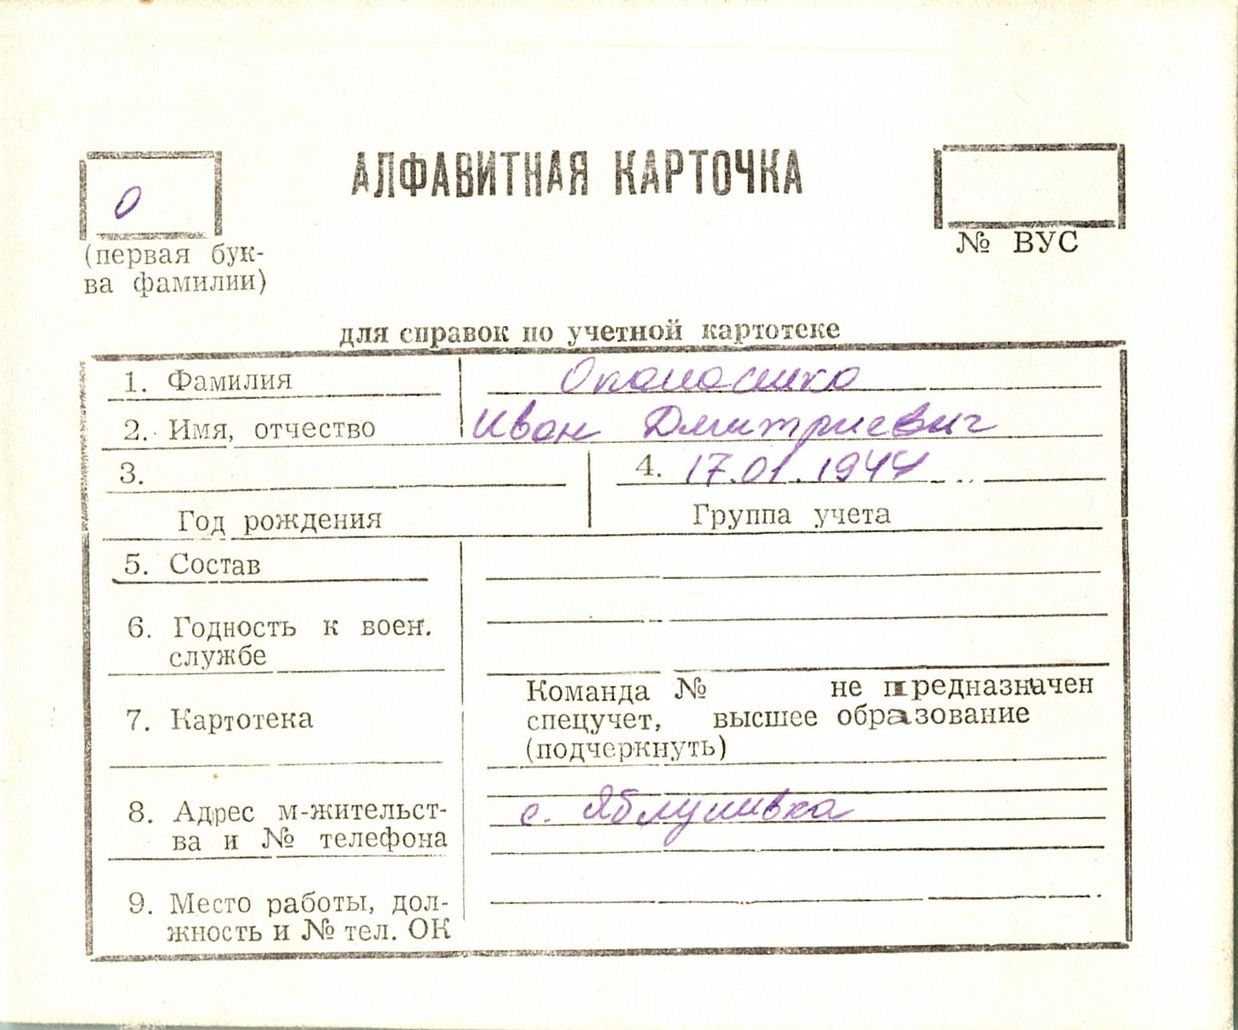 АЛФАВИТНАЯ КАРТОЧКА
О
(первая бук-
ва фамилии)
№ ВУС
для справок по учетной картотеке
1. Фамилия Опанасенко
2. Имя, отчество Иван Дмитриевич
3.
4. 17.01.1944
Год рождения
Группа учета
5. Состав
6. Годность к воен.
службе
7. Картотека
Команда № не предназначен
спецучет, высшее образование
(подчеркнуть)
8. Адрес м-жительст-
ва и № телефона
с. Яблунивка
9. Место работы, дол-
жность и № тел. ОК